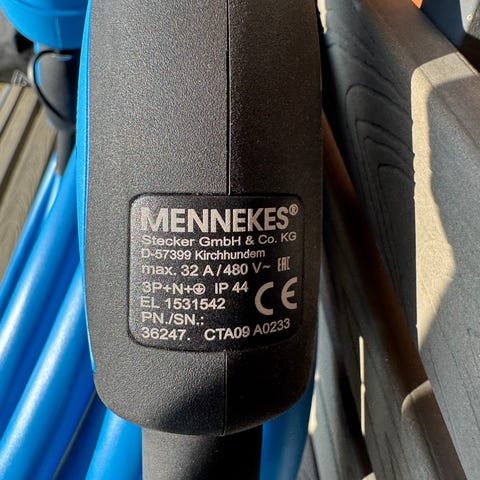 MENNEKES®
Stecker GmbH & Co. KG
D-57399 Kirchhundem
max. 32 A / 480 V~ EAC
3P+N+⏚ IP 44
EL 1531542 CE
PN./SN.:
36247. CTA09 A0233